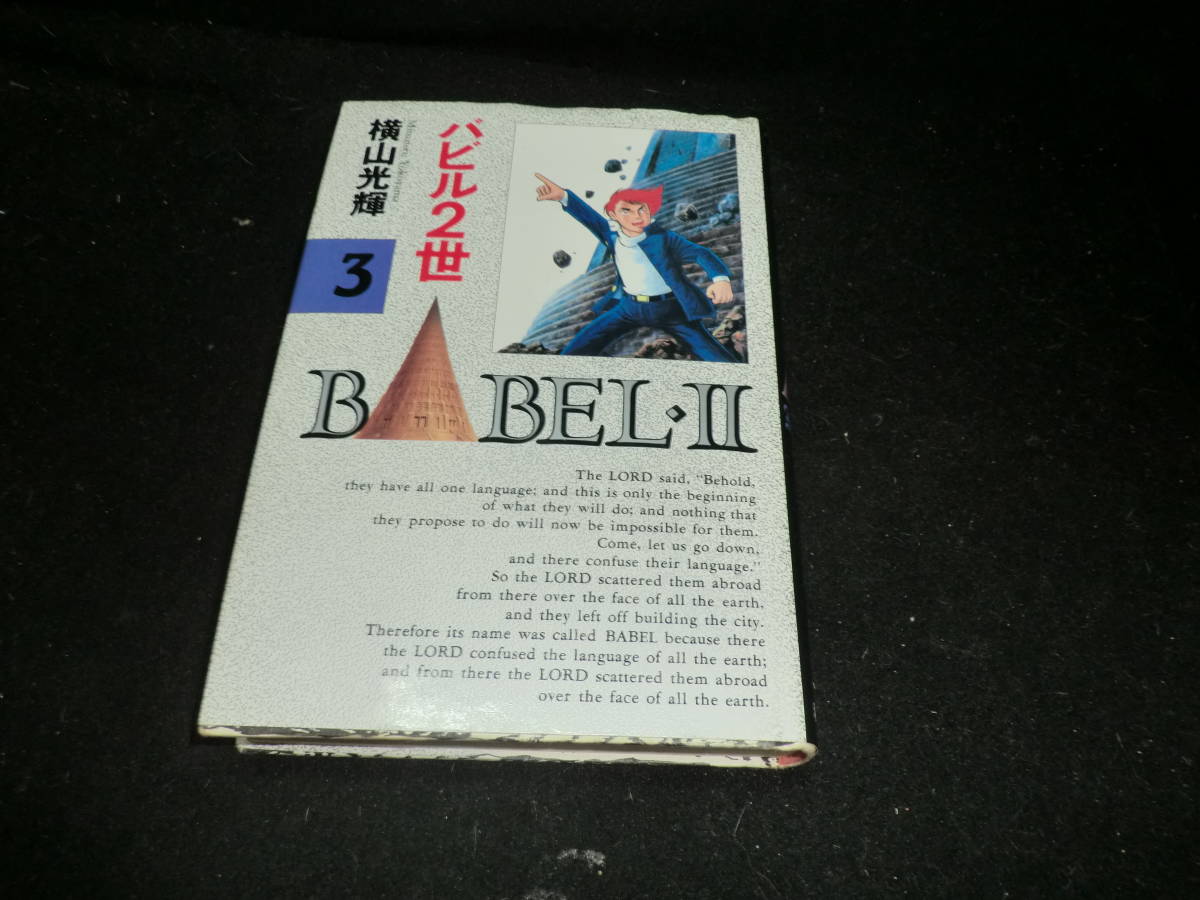 横山光輝
Mitsuteru Yokoyama
バビル2世
3
BABEL·II
The LORD said, "Behold,
they have all one language; and this is only the beginning
of what they will do; and nothing that
they propose to do will now be impossible for them.
Come, let us go down,
and there confuse their language."
So the LORD scattered them abroad
from there over the face of all the earth,
and they left off building the city.
Therefore its name was called BABEL because there
the LORD confused the language of all the earth;
and from there the LORD scattered them abroad
over the face of all the earth.